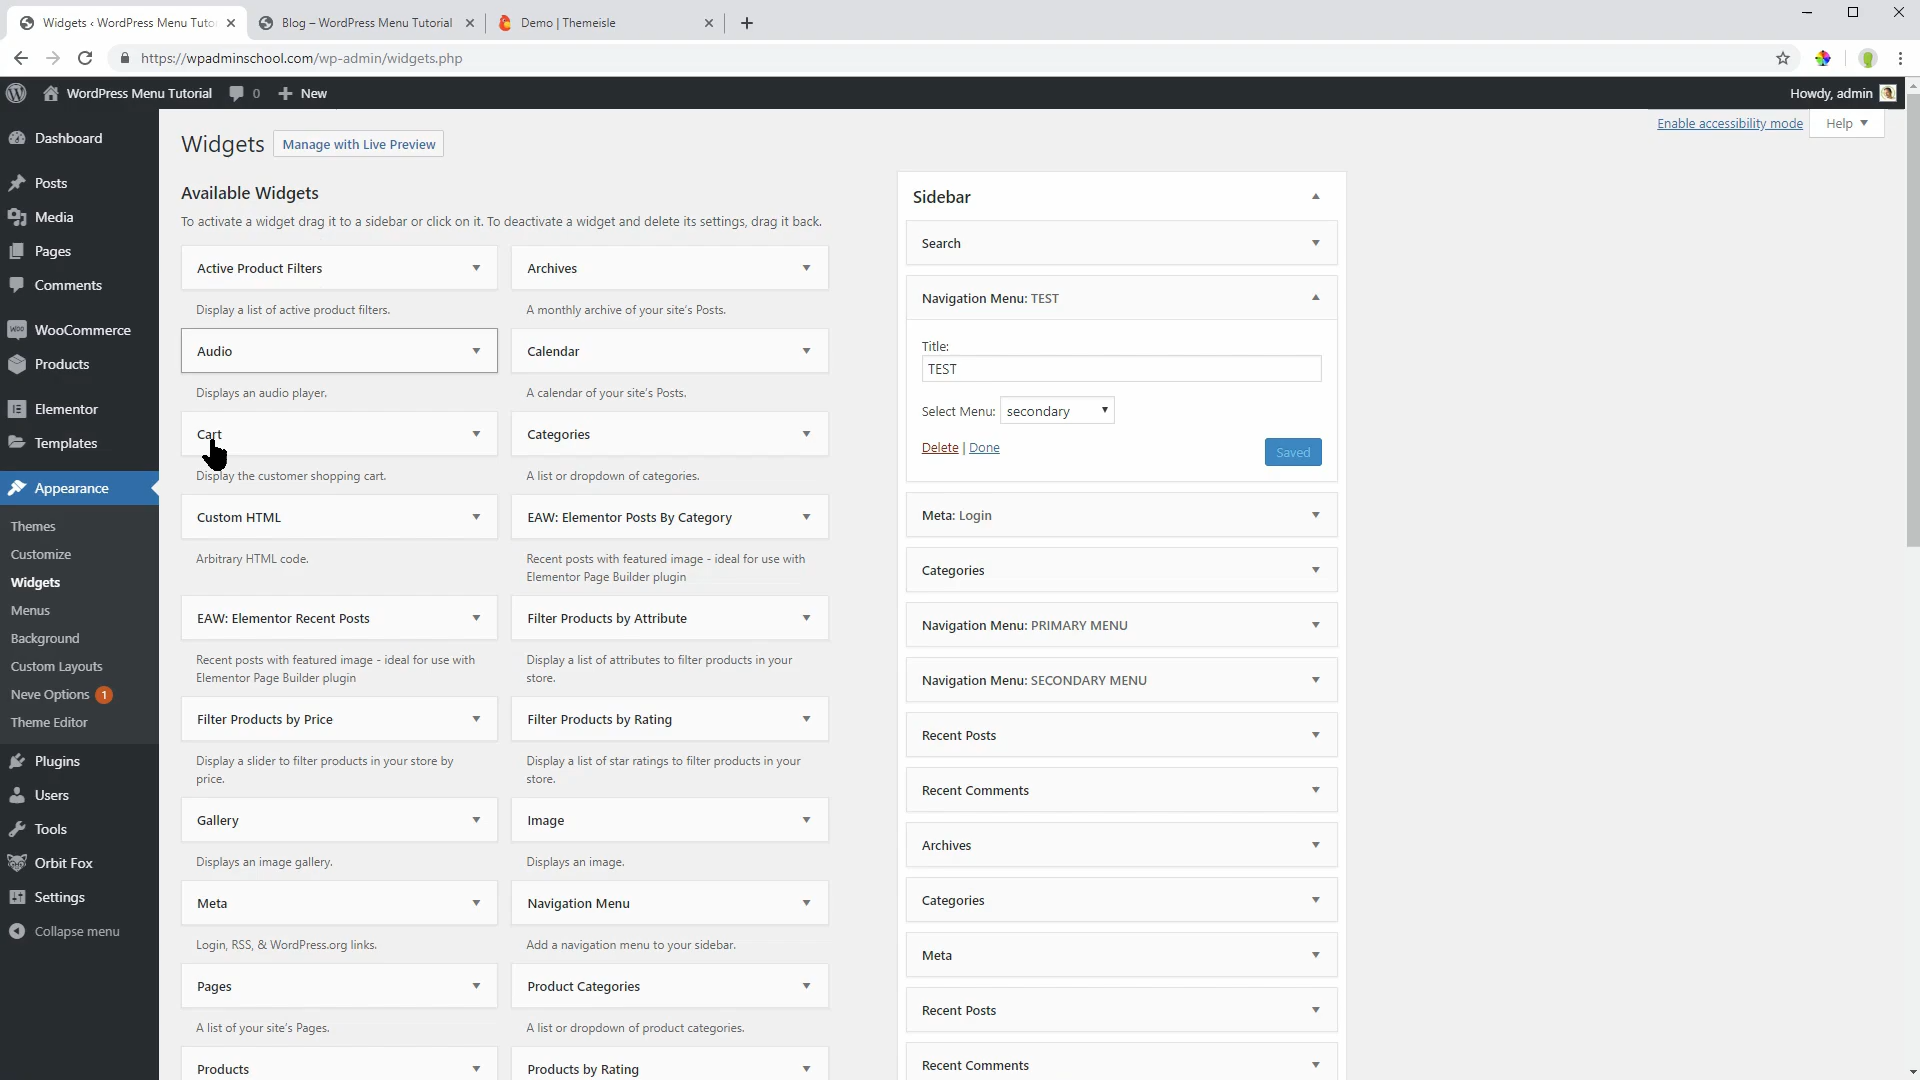 Widgets ‹ WordPress Menu Tuto
Blog – WordPress Menu Tutorial
Demo | Themeisle
https://wpadminschool.com/wp-admin/widgets.php
WordPress Menu Tutorial
0
New
Howdy, admin
Dashboard
Posts
Media
Pages
Comments
WooCommerce
Products
Elementor
Templates
Appearance
Themes
Customize
Widgets
Menus
Background
Custom Layouts
Neve Options 1
Theme Editor
Plugins
Users
Tools
Orbit Fox
Settings
Collapse menu
Enable accessibility mode
Help
Widgets
Manage with Live Preview
Available Widgets
To activate a widget drag it to a sidebar or click on it. To deactivate a widget and delete its settings, drag it back.
Active Product Filters
Display a list of active product filters.
Archives
A monthly archive of your site's Posts.
Audio
Displays an audio player.
Calendar
A calendar of your site's Posts.
Cart
Display the customer shopping cart.
Categories
A list or dropdown of categories.
Custom HTML
Arbitrary HTML code.
EAW: Elementor Posts By Category
Recent posts with featured image - ideal for use with
Elementor Page Builder plugin
EAW: Elementor Recent Posts
Recent posts with featured image - ideal for use with
Elementor Page Builder plugin
Filter Products by Attribute
Display a list of attributes to filter products in your
store.
Filter Products by Price
Display a slider to filter products in your store by
price.
Filter Products by Rating
Display a list of star ratings to filter products in your
store.
Gallery
Displays an image gallery.
Image
Displays an image.
Meta
Login, RSS, & WordPress.org links.
Navigation Menu
Add a navigation menu to your sidebar.
Pages
A list of your site's Pages.
Product Categories
A list or dropdown of product categories.
Products
Products by Rating
Sidebar
Search
Navigation Menu: TEST
Title:
TEST
Select Menu: secondary
Delete | Done
Saved
Meta: Login
Categories
Navigation Menu: PRIMARY MENU
Navigation Menu: SECONDARY MENU
Recent Posts
Recent Comments
Archives
Categories
Meta
Recent Posts
Recent Comments